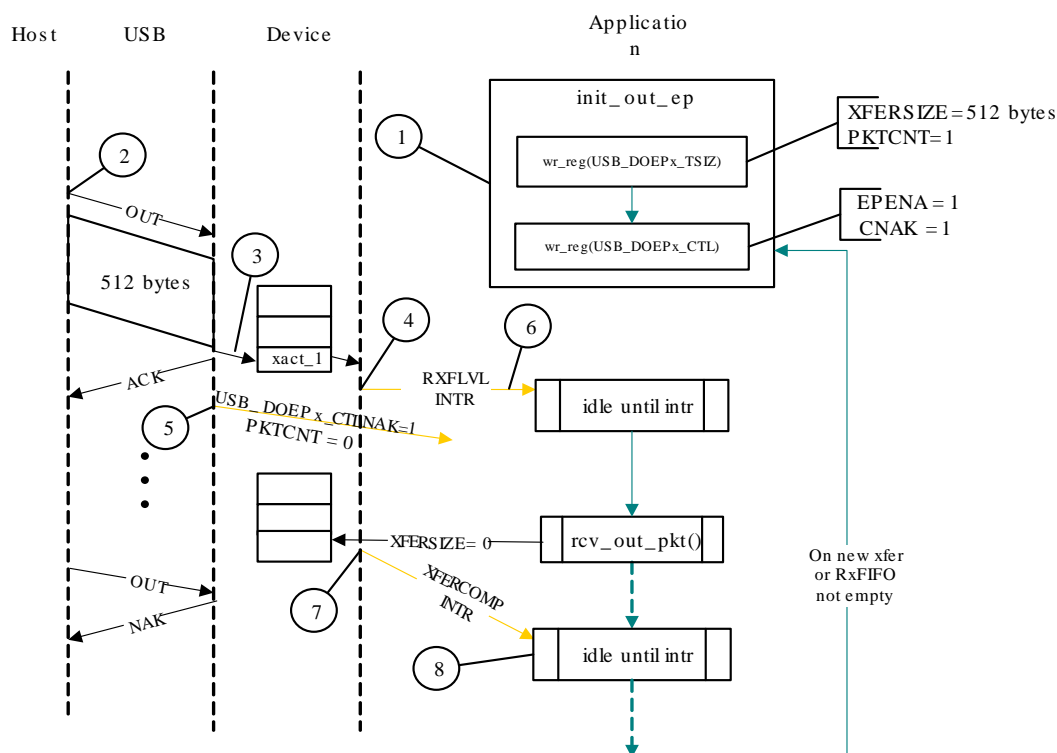 Host
USB
Device
Applicatio
n
init_out_ep
XFERSIZE=512 bytes
PKTCNT=1
1
wr_reg(USB_DOEPx_TSIZ)
2
EPENA = 1
CNAK = 1
OUT
wr_reg(USB_DOEPx_CTL)
3
512 bytes
4
6
xact_1
RXFLVL
INTR
ACK
idle until intr
USB_DOEPx_CTLNAK=1
PKTCNT = 0
5
XFERSIZE= 0
rcv_out_pkt()
On new xfer
or RxFIFO
not empty
OUT
XFERCOMP
INTR
7
NAK
8
idle until intr